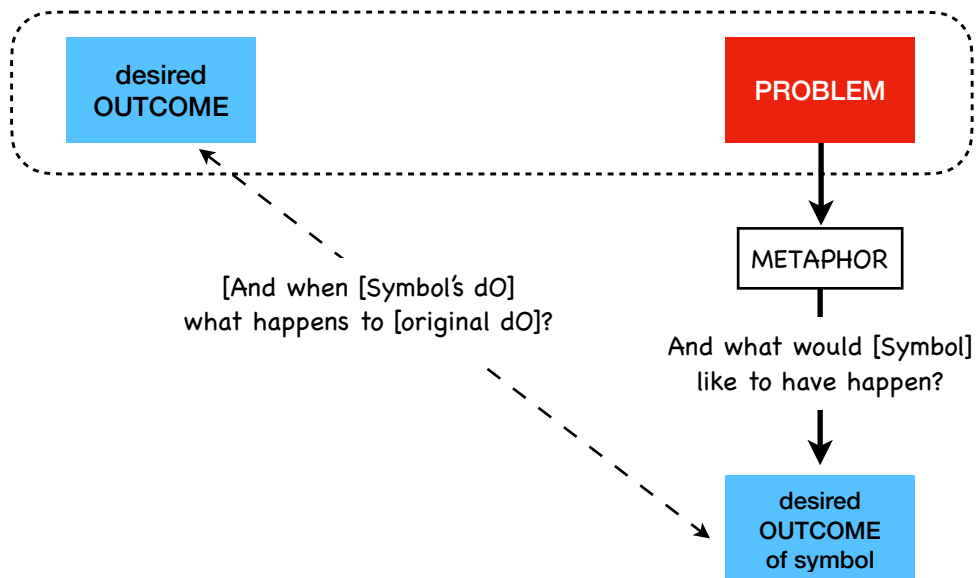 desired
OUTCOME
PROBLEM
METAPHOR
[And when [Symbol's dO]
what happens to [original dO]?
And what would [Symbol]
like to have happen?
desired
OUTCOME
of symbol